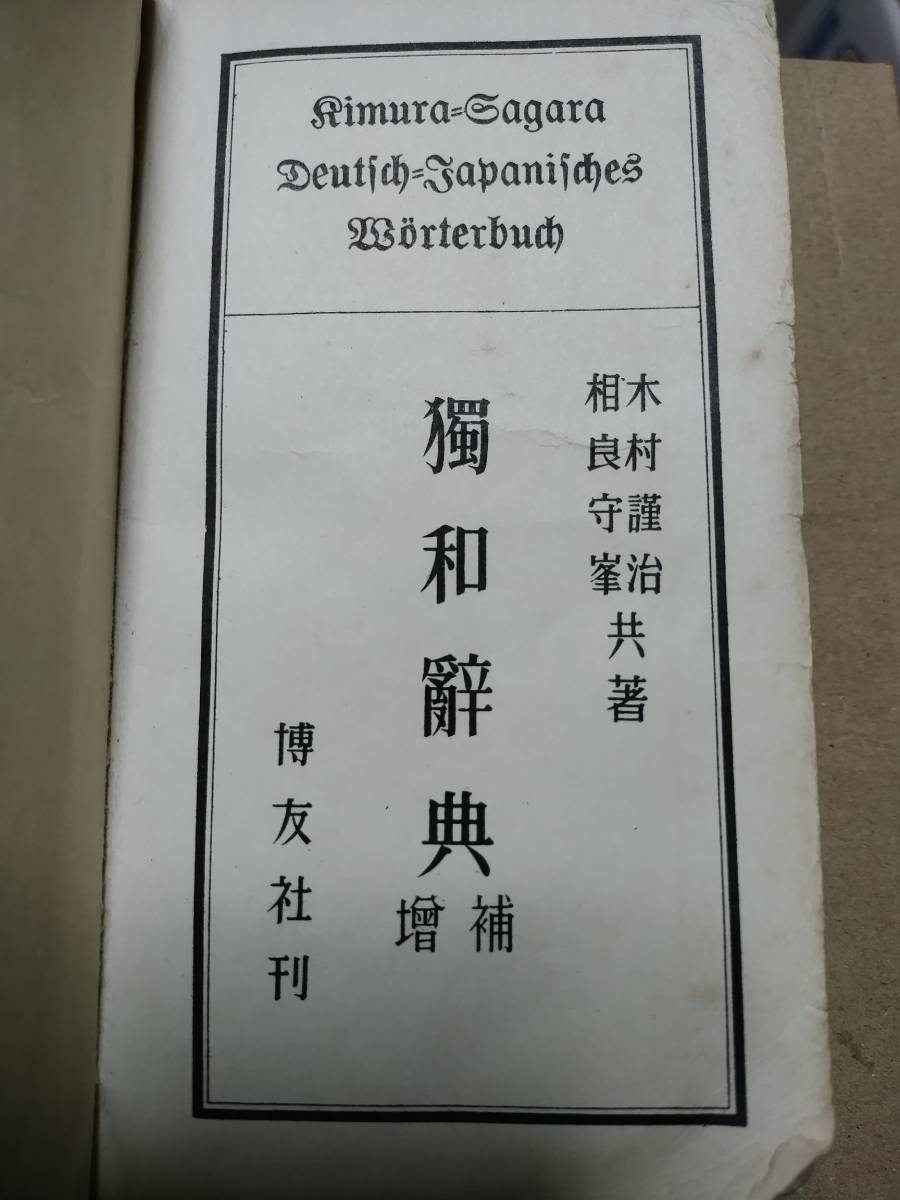 Kimura=Sagara
Deutſch=Japaniſches
Wörterbuch
木村謹治
相良守峯
共著
獨和辭典
補增
博友社刊